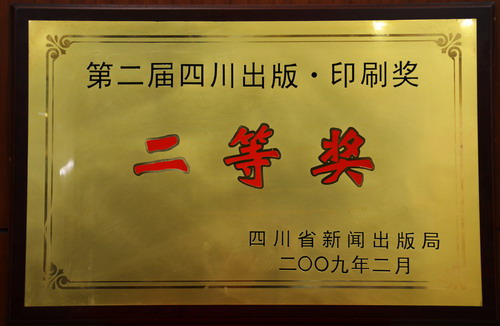 第二届四川出版·印刷奖
二等奖
四川省新闻出版局
二〇〇九年二月